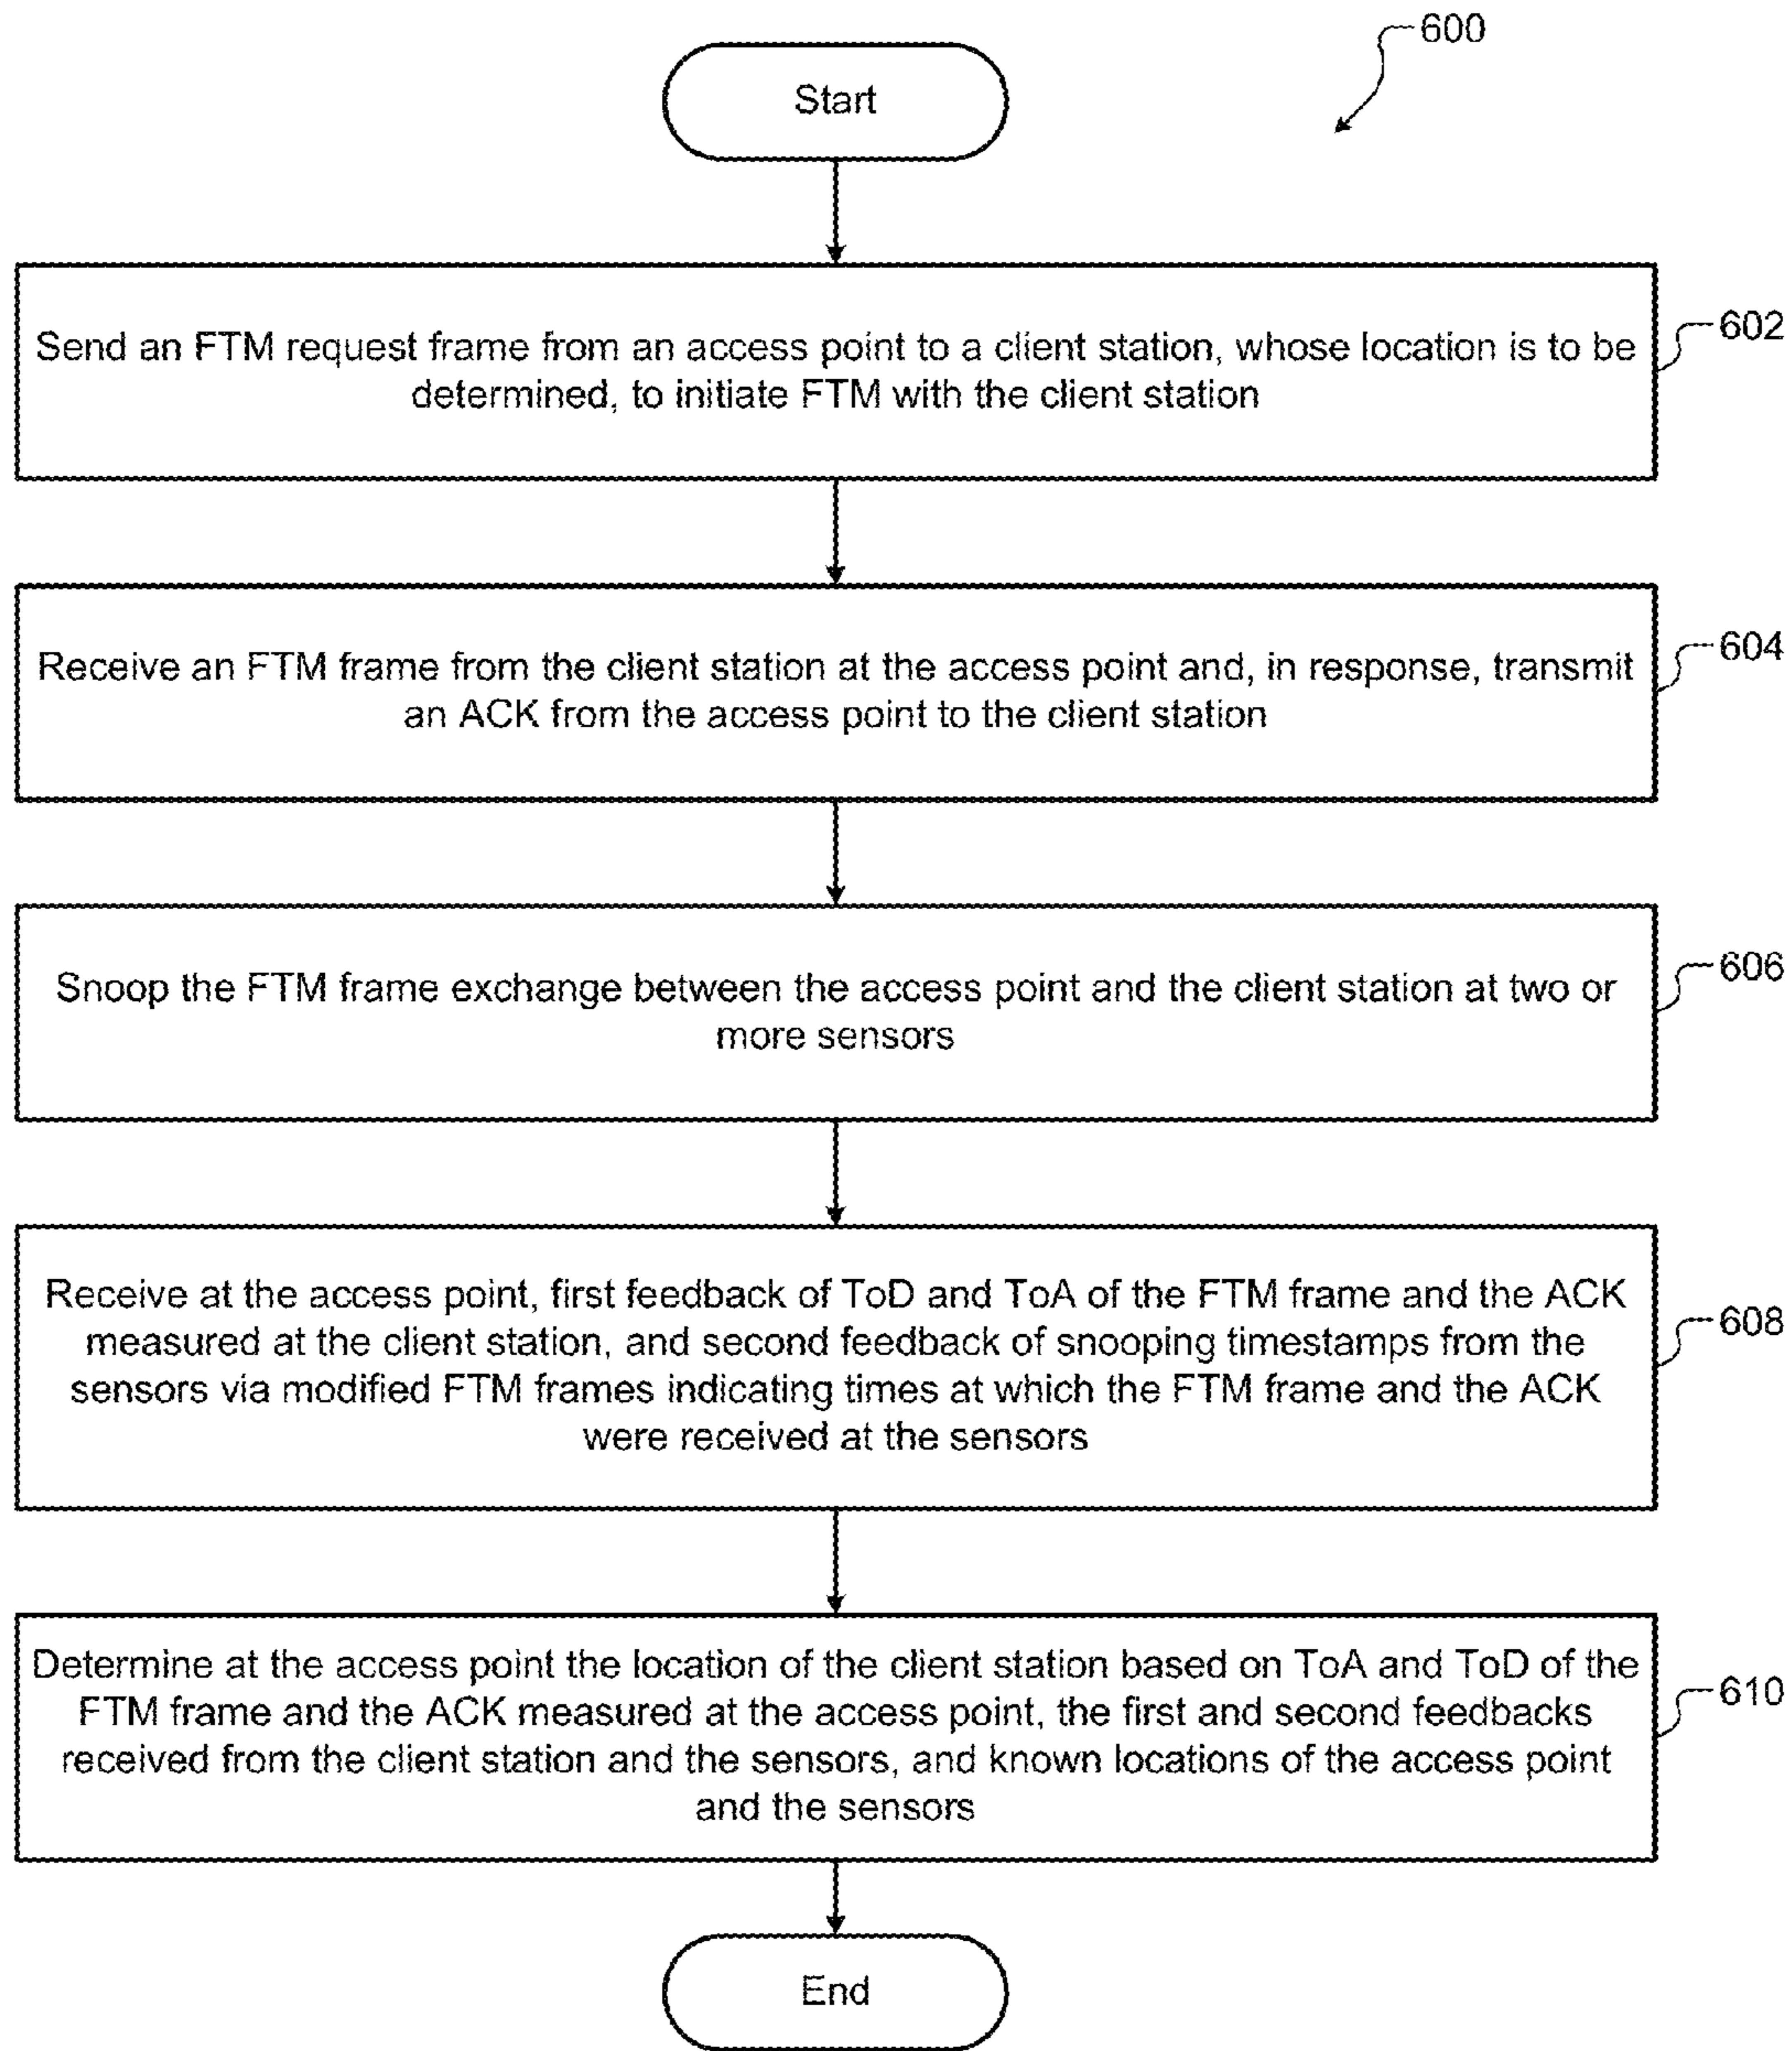 600
Start
Send an FTM request frame from an access point to a client station, whose location is to be
determined, to initiate FTM with the client station
602
Receive an FTM frame from the client station at the access point and, in response, transmit
an ACK from the access point to the client station
604
Snoop the FTM frame exchange between the access point and the client station at two or
more sensors
606
Receive at the access point, first feedback of ToD and ToA of the FTM frame and the ACK
measured at the client station, and second feedback of snooping timestamps from the
sensors via modified FTM frames indicating times at which the FTM frame and the ACK
were received at the sensors
608
Determine at the access point the location of the client station based on ToA and ToD of the
FTM frame and the ACK measured at the access point, the first and second feedbacks
received from the client station and the sensors, and known locations of the access point
and the sensors
610
End